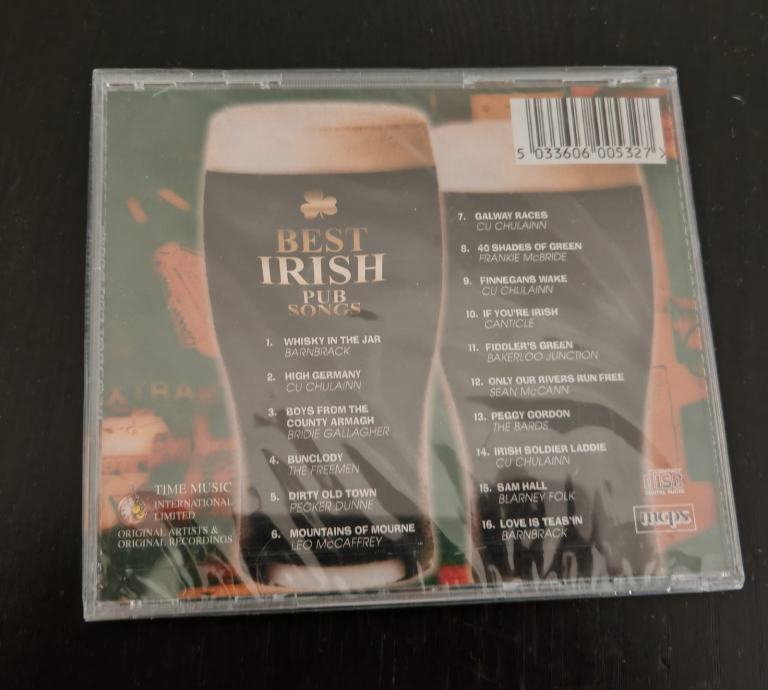 5 033606 005327 >
BEST
IRISH
PUB
SONGS
1. WHISKY IN THE JAR
BARNBRACK
2. HIGH GERMANY
CU CHULAINN
3. BOYS FROM THE
COUNTY ARMAGH
BRIDIE GALLAGHER
4. BUNCLODY
THE FREEMEN
5. DIRTY OLD TOWN
PECKER DUNNE
6. MOUNTAINS OF MOURNE
LEO McCAFFREY
7. GALWAY RACES
CU CHULAINN
8. 40 SHADES OF GREEN
FRANKIE McBRIDE
9. FINNEGANS WAKE
CU CHULAINN
10. IF YOU'RE IRISH
CANTICLE
11. FIDDLER'S GREEN
BAKERLOO JUNCTION
12. ONLY OUR RIVERS RUN FREE
SEAN McCANN
13. PEGGY GORDON
THE BARDS
14. IRISH SOLDIER LADDIE
CU CHULAINN
15. SAM HALL
BLARNEY FOLK
16. LOVE IS TEAS'IN
BARNBRACK
TIME MUSIC
INTERNATIONAL
LIMITED
ORIGINAL ARTISTS &
ORIGINAL RECORDINGS
COMPACT
disc
DIGITAL AUDIO
mcps